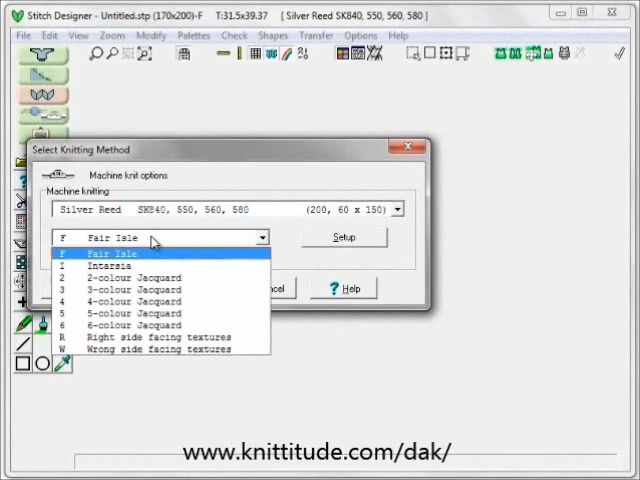 Stitch Designer - Untitled.stp (170x200)-F T:31.5x39.37 [ Silver Reed SK840, 550, 560, 580 ]
File Edit View Zoom Modify Palettes Check Shapes Transfer Options Help
Select Knitting Method
Machine knit options
Machine knitting
Silver Reed SK840, 550, 560, 580 (200, 60 x 150)
F Fair Isle
Setup
F Fair Isle
I Intarsia
2 2-colour Jacquard
3 3-colour Jacquard
ncel
Help
4 4-colour Jacquard
5 5-colour Jacquard
6 6-colour Jacquard
R Right side facing textures
W Wrong side facing textures
www.knittitude.com/dak/